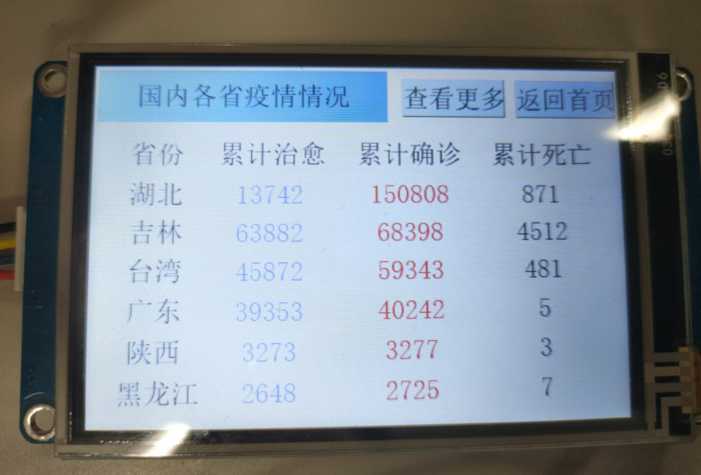 国内各省疫情情况 查看更多 返回首页
省份 累计治愈 累计确诊 累计死亡
湖北 13742 150808 871
吉林 63882 68398 4512
台湾 45872 59343 481
广东 39353 40242 5
陕西 3273 3277 3
黑龙江 2648 2725 7